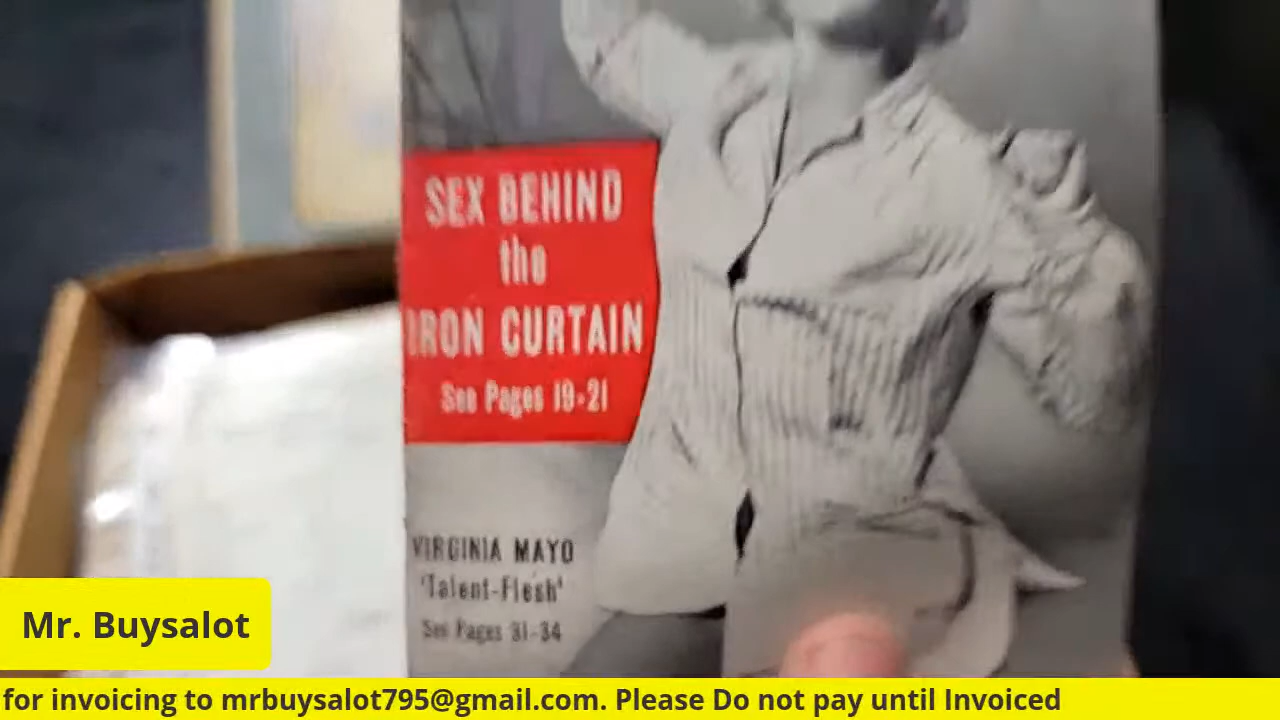 SEX BEHIND
the
IRON CURTAIN
See Pages 19-21
VIRGINIA MAYO
'Talent-Flesh'
See Pages 31-34
Mr. Buysalot
for invoicing to mrbuysalot795@gmail.com. Please Do not pay until Invoiced